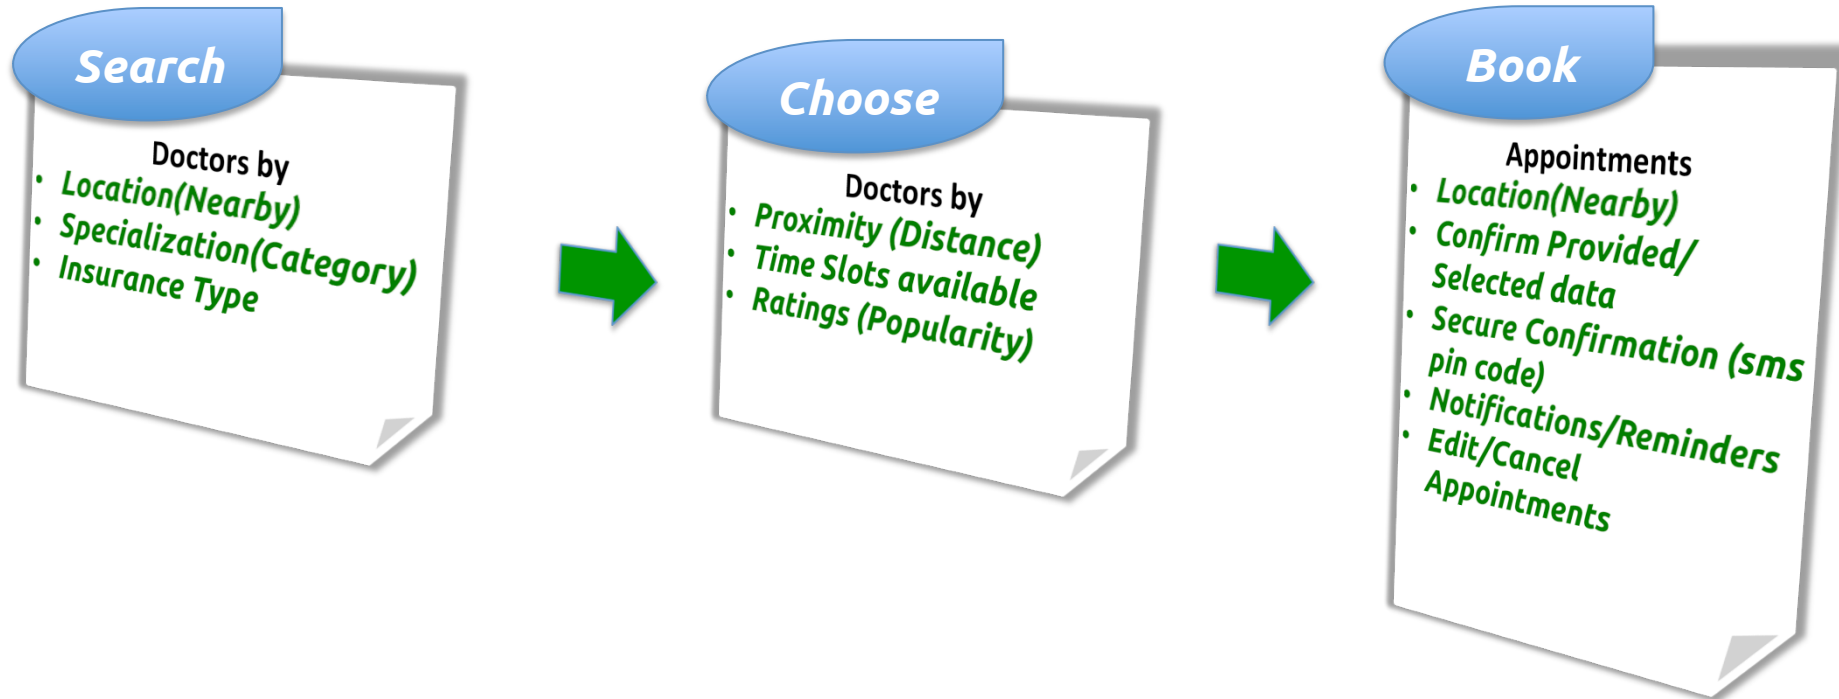 Search
Doctors by
• Location(Nearby)
• Specialization(Category)
• Insurance Type
Choose
Doctors by
• Proximity (Distance)
• Time Slots available
• Ratings (Popularity)
Book
Appointments
• Location(Nearby)
• Confirm Provided/
Selected data
• Secure Confirmation (sms
pin code)
• Notifications/Reminders
• Edit/Cancel
Appointments